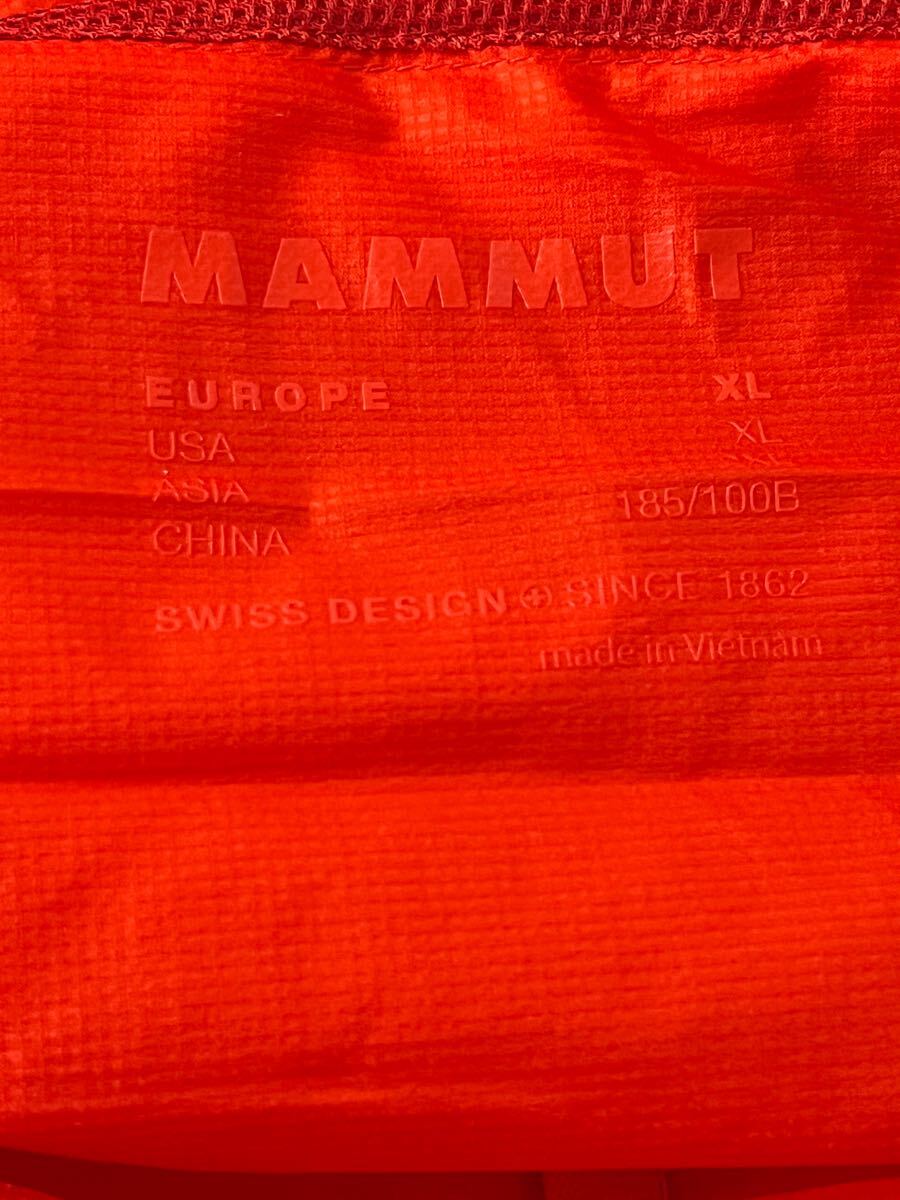 MAMMUT
EUROPE XL
USA XL
ASIA
CHINA 185/100B
SWISS DESIGN SINCE 1862
made in Vietnam